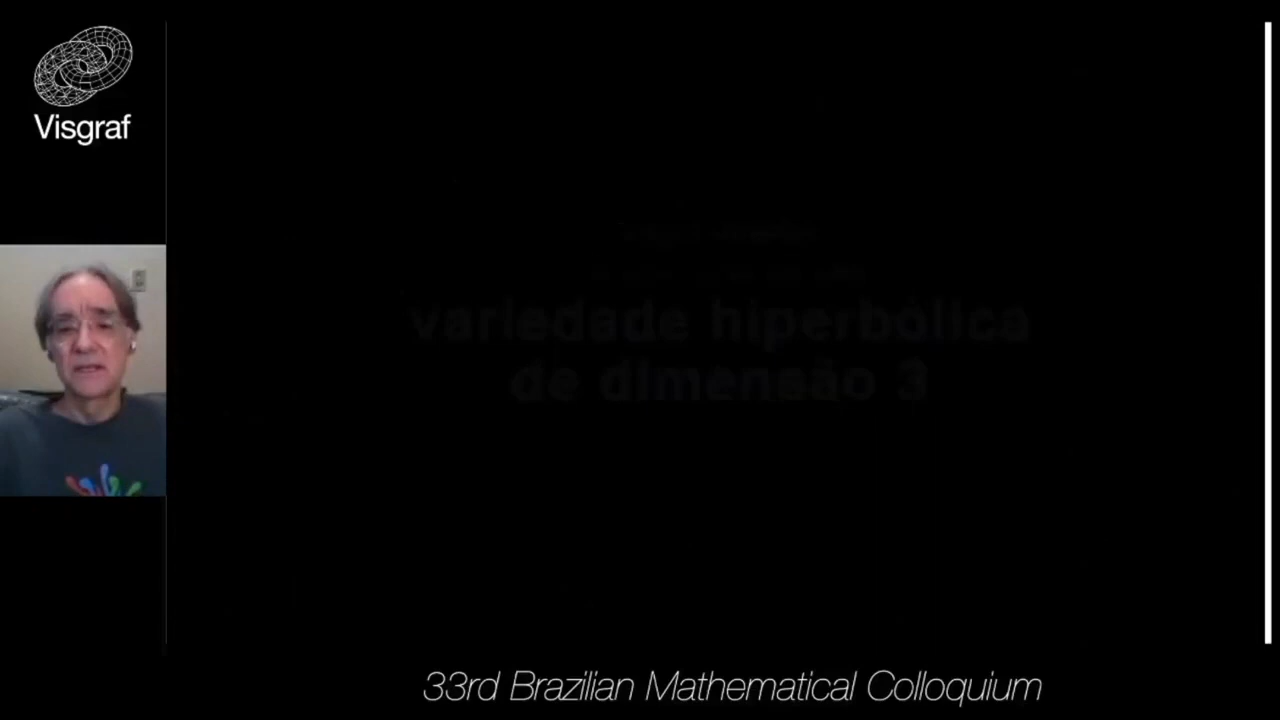 Visgraf
variedade hiperbólica
de dimensão 3
33rd Brazilian Mathematical Colloquium